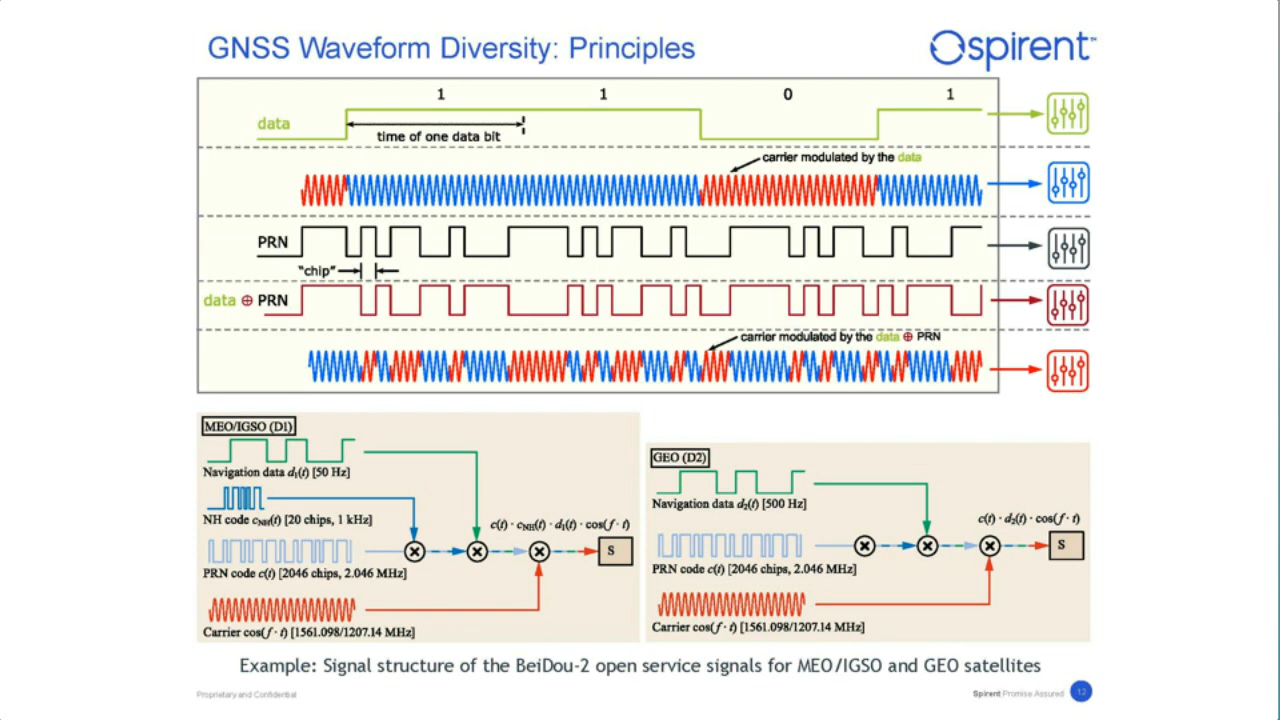 GNSS Waveform Diversity: Principles
spirent™
1 1 0 1
data
time of one data bit
carrier modulated by the data
PRN
"chip"
data ⊕ PRN
carrier modulated by the data ⊕ PRN
MEO/IGSO (D1)
Navigation data d₁(t) [50 Hz]
NH code cNH(t) [20 chips, 1 kHz]
c(t) · cNH(t) · d₁(t) · cos(f · t)
S
PRN code c(t) [2046 chips, 2.046 MHz]
Carrier cos(f · t) [1561.098/1207.14 MHz]
GEO (D2)
Navigation data d₂(t) [500 Hz]
c(t) · d₂(t) · cos(f · t)
S
PRN code c(t) [2046 chips, 2.046 MHz]
Carrier cos(f · t) [1561.098/1207.14 MHz]
Example: Signal structure of the BeiDou-2 open service signals for MEO/IGSO and GEO satellites
Proprietary and Confidential
Spirent Promise Assured 12